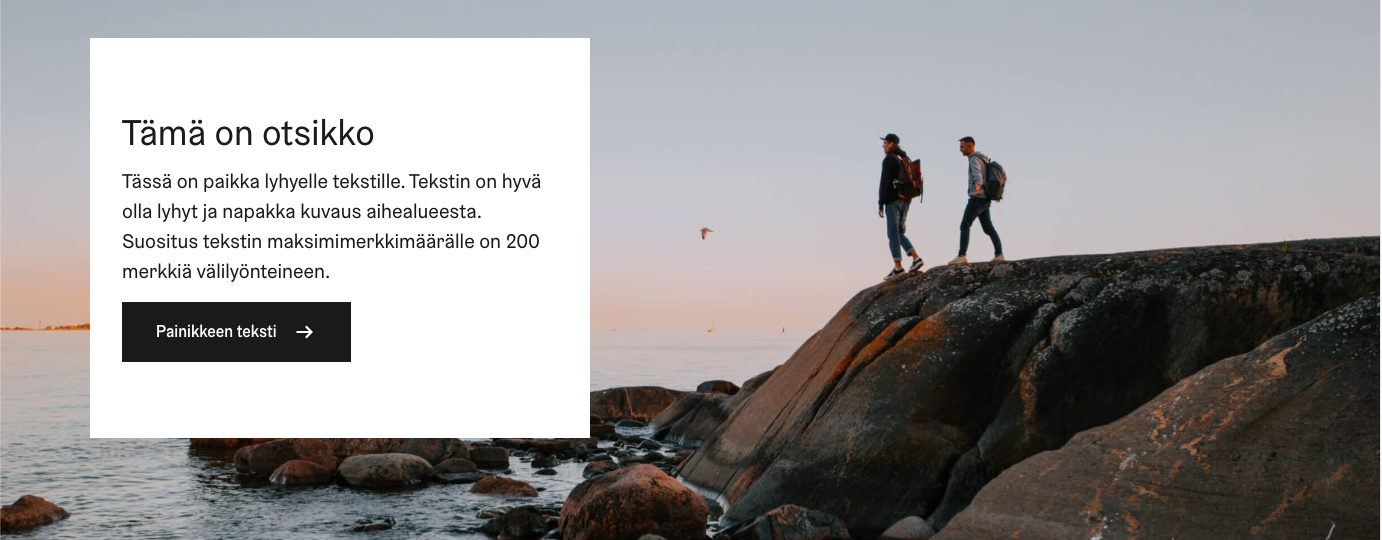 Tämä on otsikko
Tässä on paikka lyhyelle tekstille. Tekstin on hyvä
olla lyhyt ja napakka kuvaus aihealueesta.
Suositus tekstin maksimimerkkimäärälle on 200
merkkiä välilyönteineen.
Painikkeen teksti →